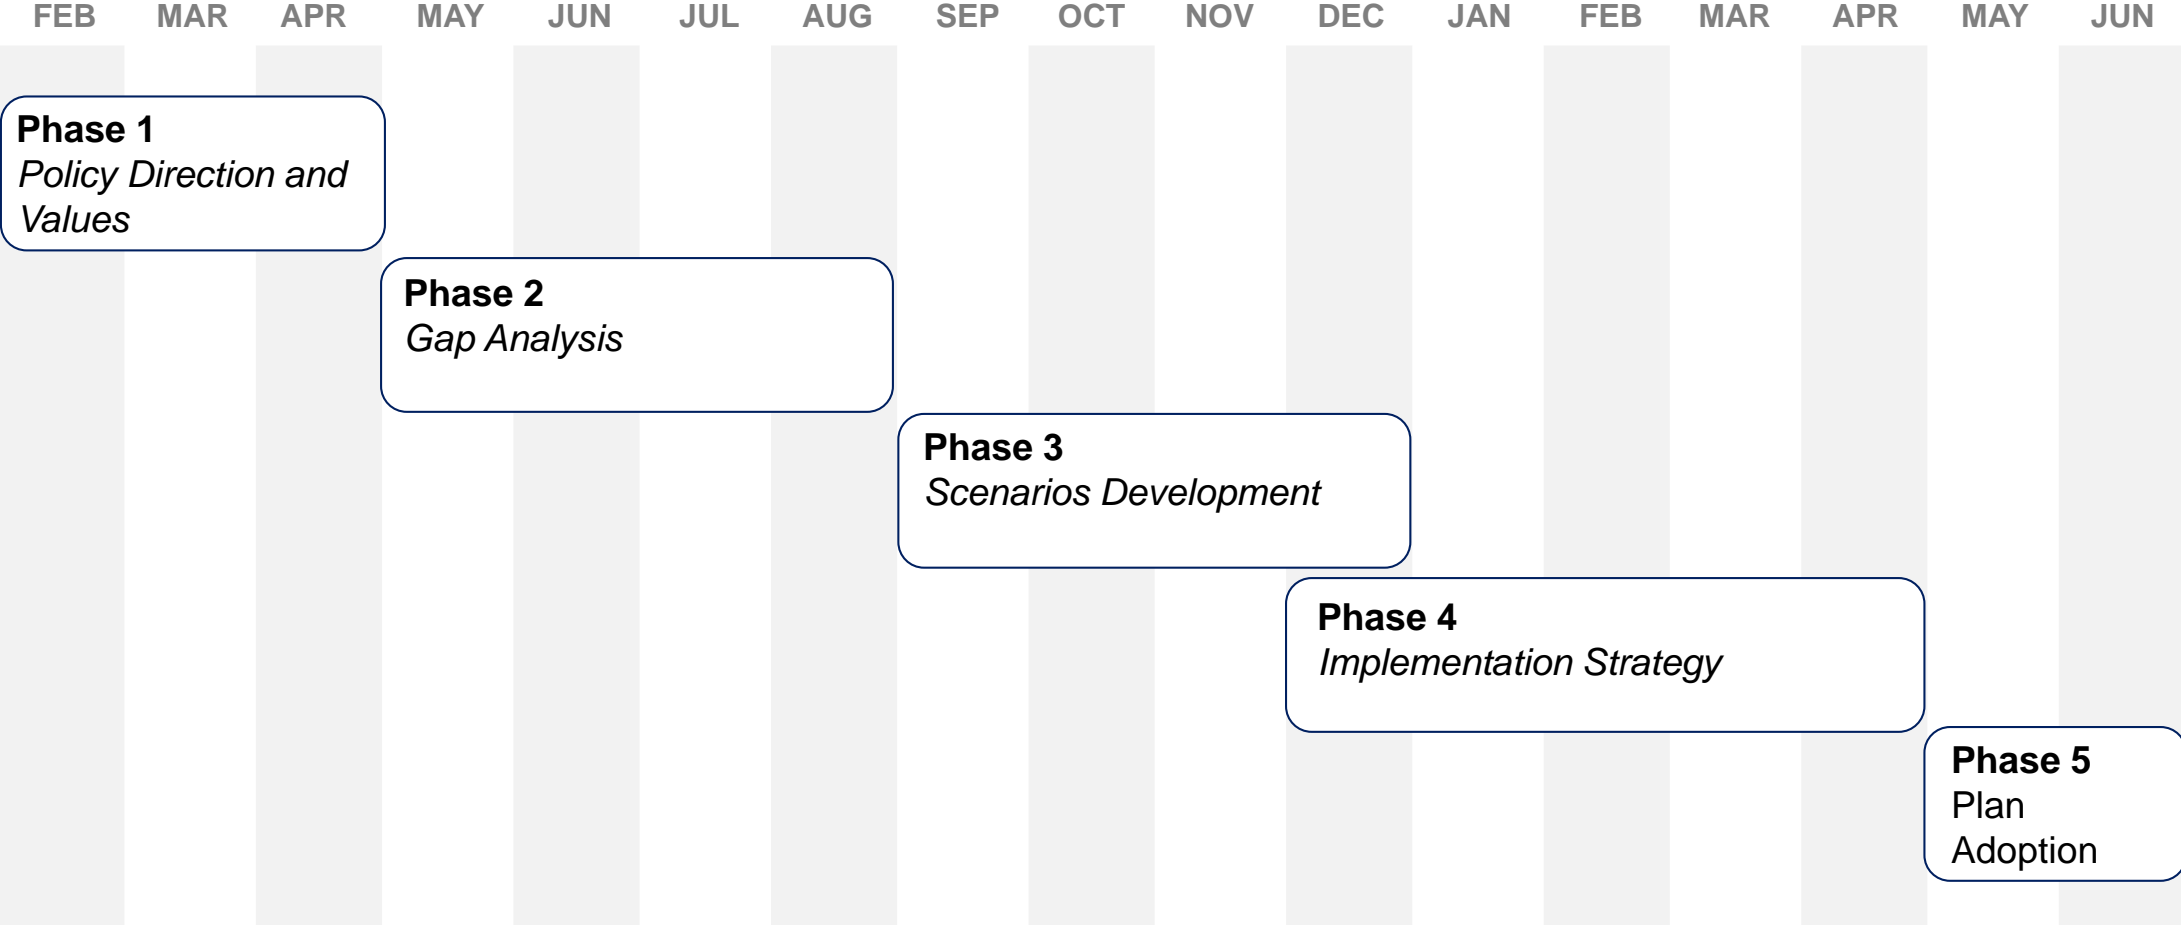 FEB MAR APR MAY JUN JUL AUG SEP OCT NOV DEC JAN FEB MAR APR MAY JUN
Phase 1
Policy Direction and
Values
Phase 2
Gap Analysis
Phase 3
Scenarios Development
Phase 4
Implementation Strategy
Phase 5
Plan
Adoption